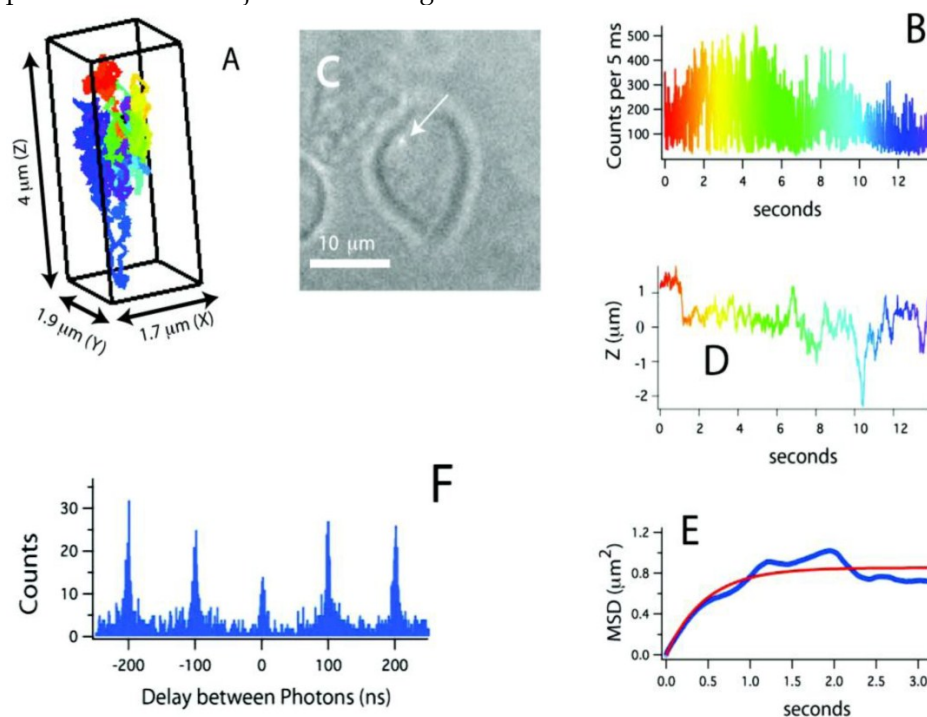 A
4 μm (Z)
1.9 μm (Y)
1.7 μm (X)
C
10 μm
B
Counts per 5 ms
500
400
300
200
100
0 2 4 6 8 10 12
seconds
D
Z (μm)
1
0
-1
-2
0 2 4 6 8 10 12
seconds
F
Counts
30
20
10
0
-200 -100 0 100 200
Delay between Photons (ns)
E
MSD (μm²)
1.2
0.8
0.4
0.0
0.0 0.5 1.0 1.5 2.0 2.5 3.0
seconds